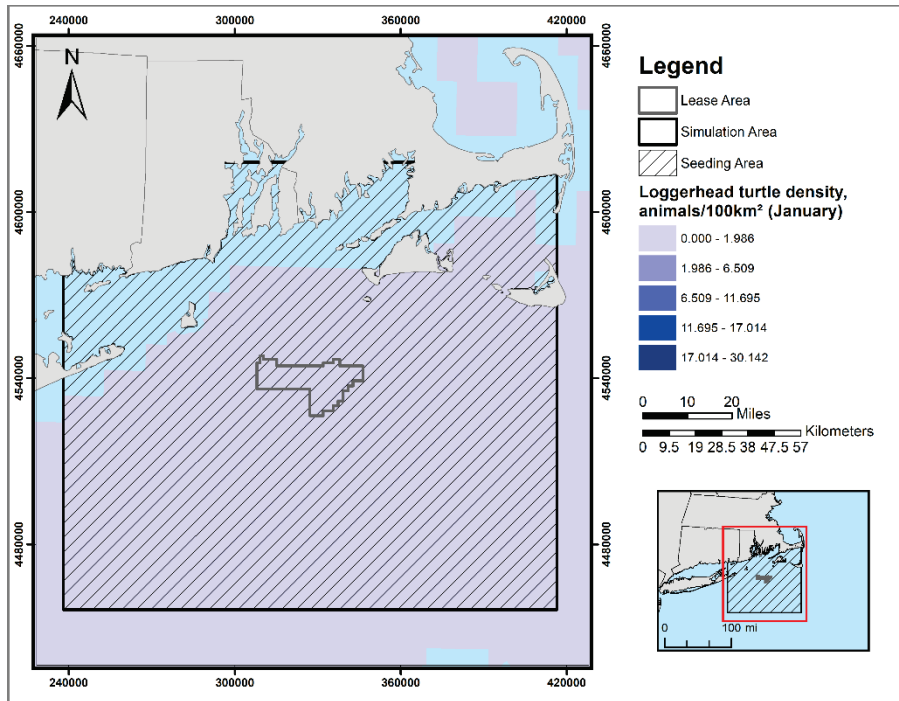 240000 300000 360000 420000
4660000
4660000
N
4600000
4600000
4540000
4540000
4480000
4480000
240000 300000 360000 420000
Legend
Lease Area
Simulation Area
Seeding Area
Loggerhead turtle density,
animals/100km² (January)
0.000 - 1.986
1.986 - 6.509
6.509 - 11.695
11.695 - 17.014
17.014 - 30.142
0 10 20
Miles
Kilometers
0 9.5 19 28.5 38 47.5 57
0 100 mi